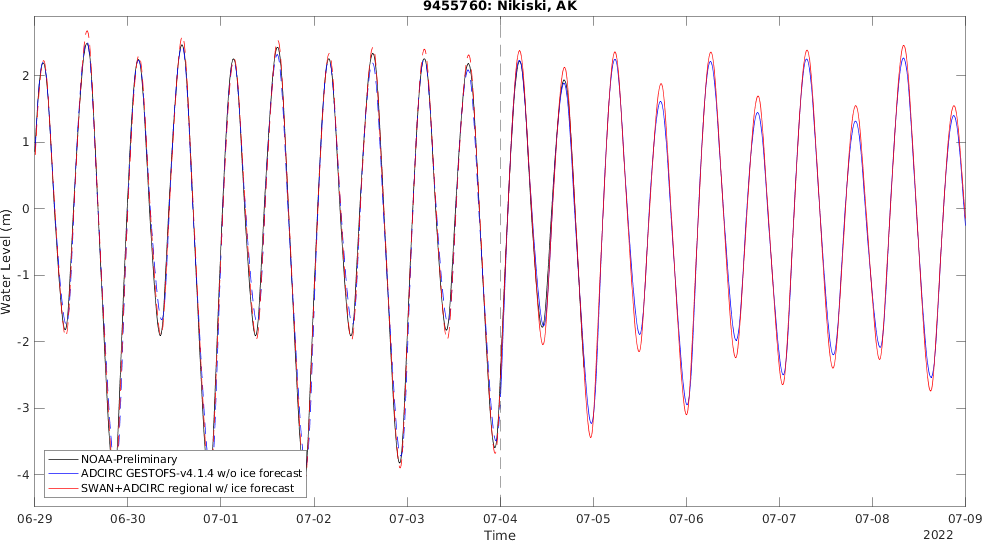 9455760: Nikiski, AK
2
1
0
-1
-2
-3
-4
Water Level (m)
NOAA-Preliminary
ADCIRC GESTOFS-v4.1.4 w/o ice forecast
SWAN+ADCIRC regional w/ ice forecast
06-29 06-30 07-01 07-02 07-03 07-04 07-05 07-06 07-07 07-08 07-09
Time
2022